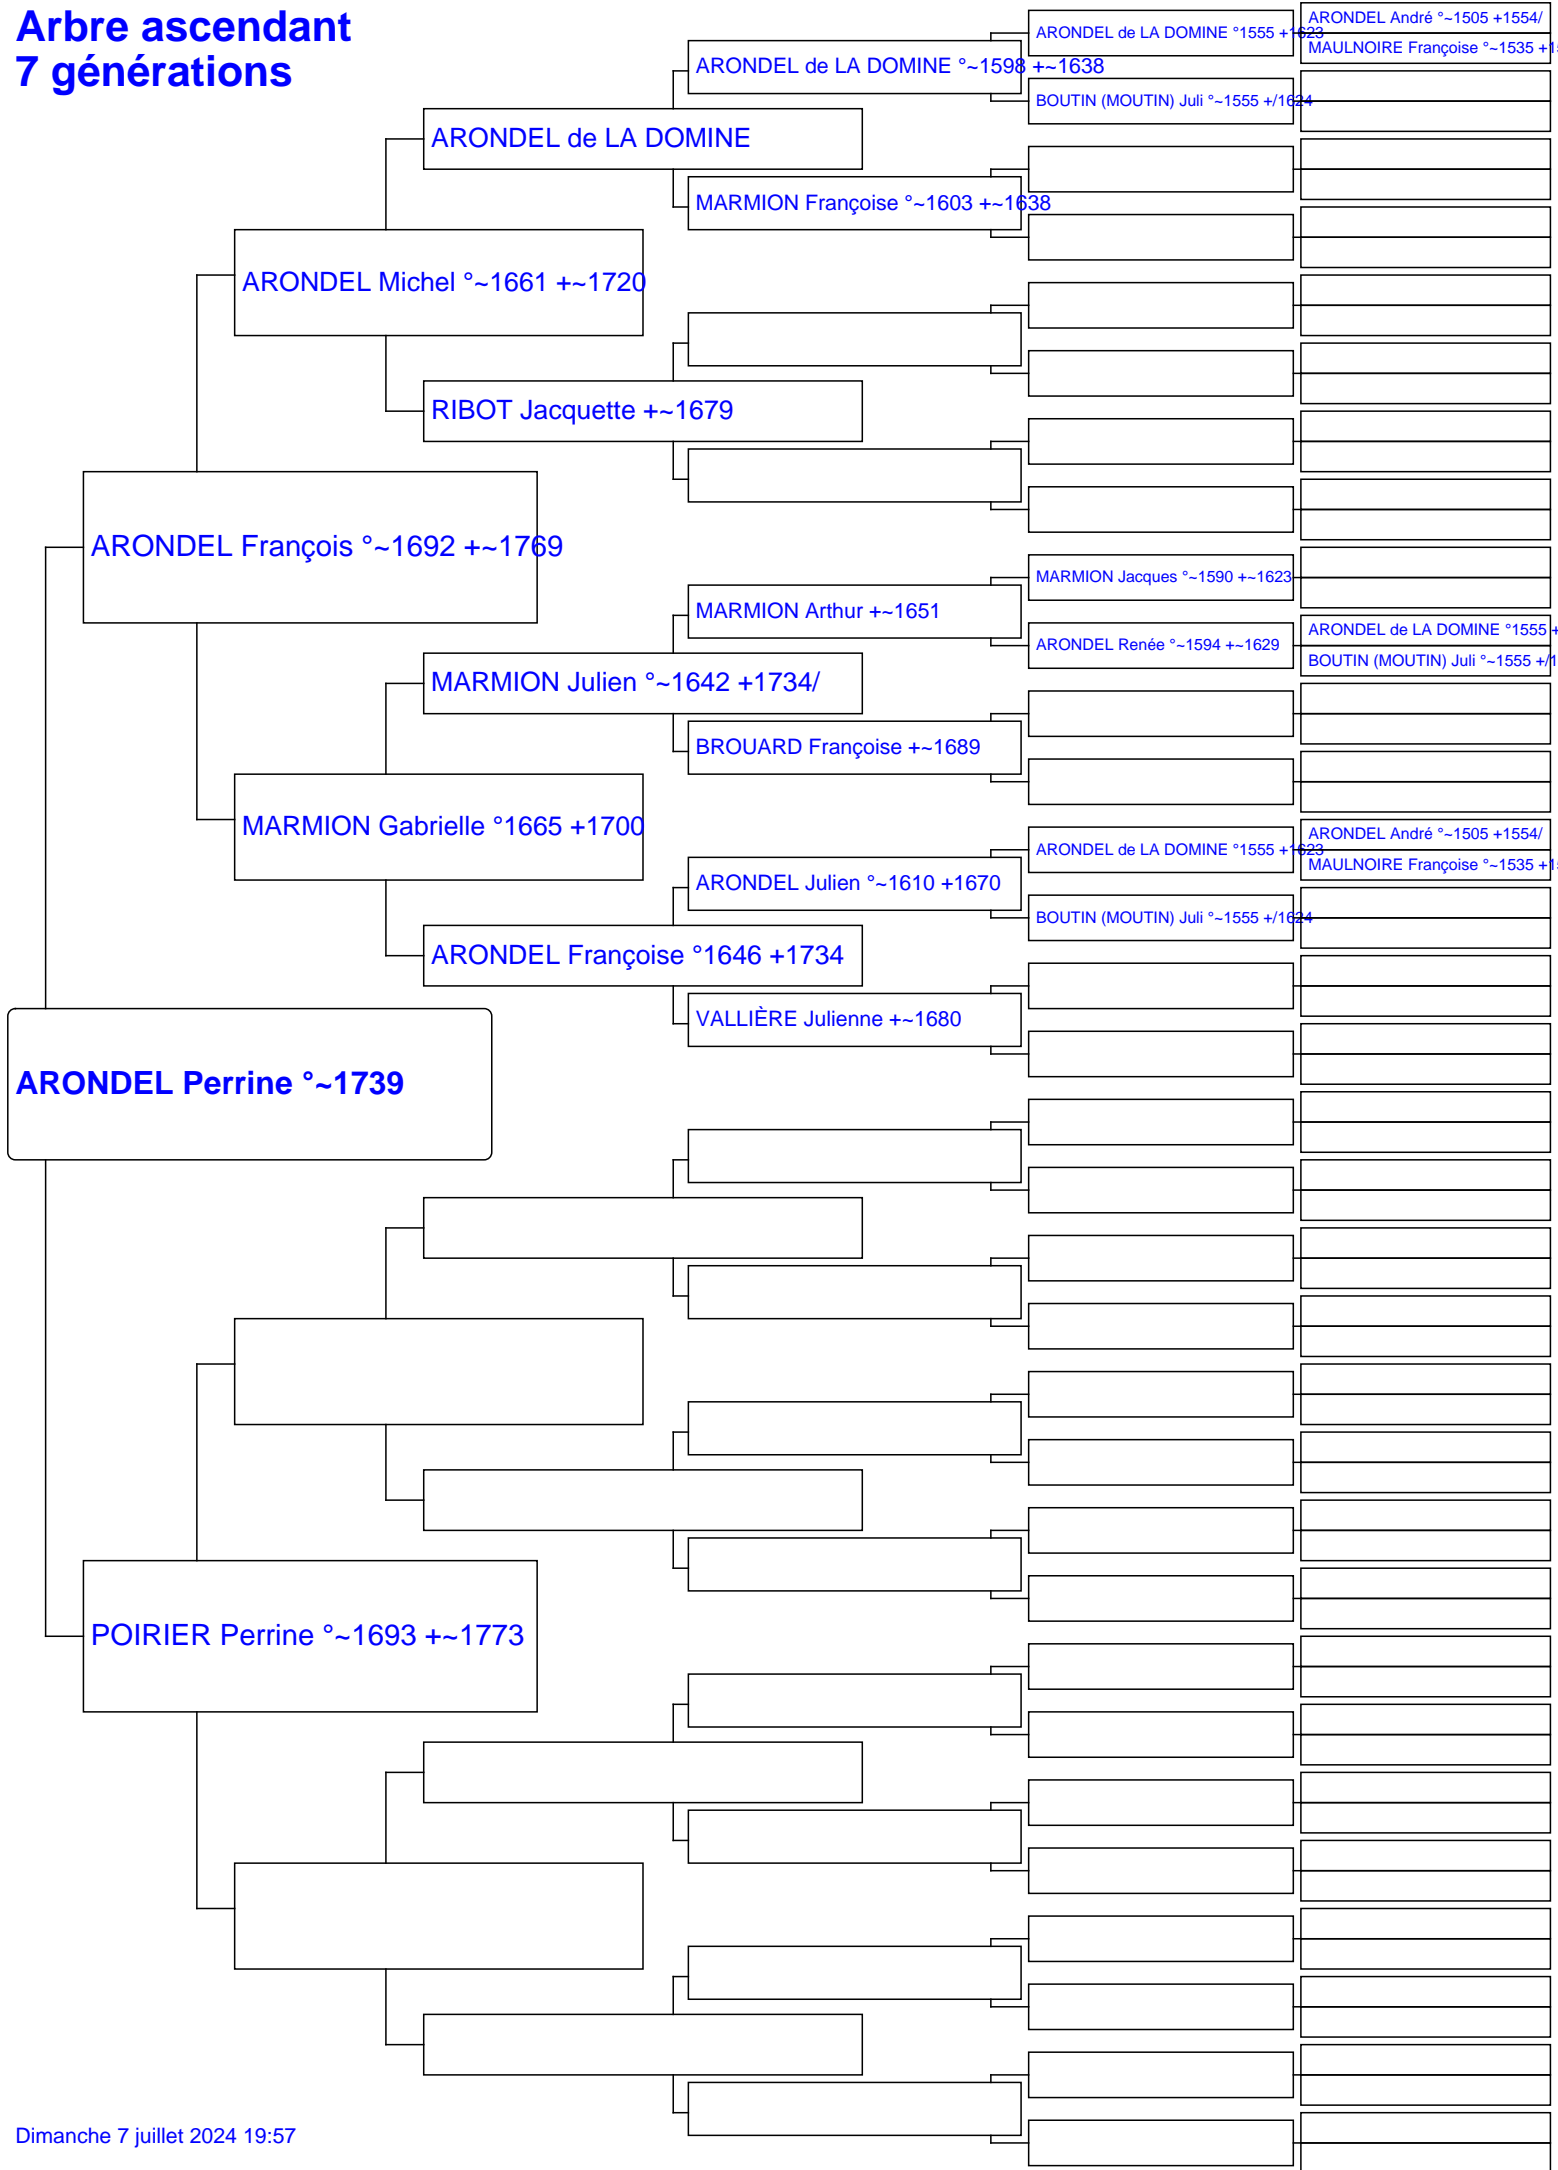 Arbre ascendant
7 générations
ARONDEL Perrine °~1739
ARONDEL François °~1692 +~1769
POIRIER Perrine °~1693 +~1773
ARONDEL Michel °~1661 +~1720
MARMION Gabrielle °1665 +1700
ARONDEL de LA DOMINE
RIBOT Jacquette +~1679
MARMION Julien °~1642 +1734/
ARONDEL Françoise °1646 +1734
ARONDEL de LA DOMINE °~1598 +~1638
MARMION Françoise °~1603 +~1638
MARMION Arthur +~1651
BROUARD Françoise +~1689
ARONDEL Julien °~1610 +1670
VALLIÈRE Julienne +~1680
ARONDEL de LA DOMINE °1555 +1623
BOUTIN (MOUTIN) Juli °~1555 +/1624
MARMION Jacques °~1590 +~1623
ARONDEL Renée °~1594 +~1629
ARONDEL de LA DOMINE °1555 +1623
BOUTIN (MOUTIN) Juli °~1555 +/1624
ARONDEL André °~1505 +1554/
MAULNOIRE Françoise °~1535
ARONDEL de LA DOMINE °1555
BOUTIN (MOUTIN) Juli °~1555
ARONDEL André °~1505 +1554/
MAULNOIRE Françoise °~1535
Dimanche 7 juillet 2024 19:57